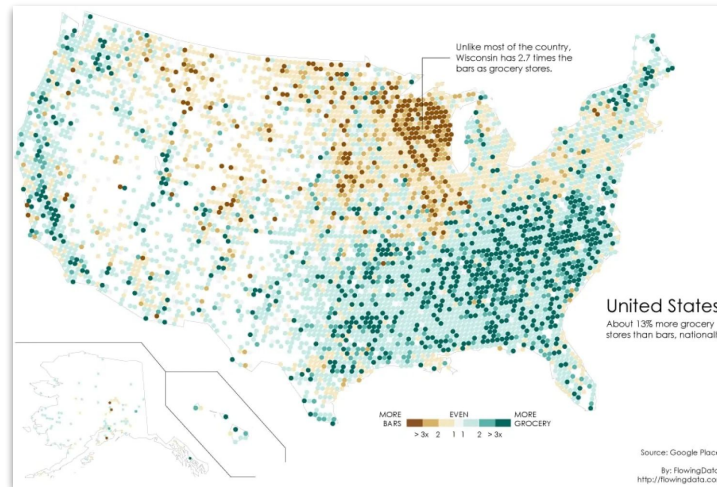 Unlike most of the country,
Wisconsin has 2.7 times the
bars as grocery stores.
United States
About 13% more grocery
stores than bars, nationall
MORE
BARS
EVEN
MORE
GROCERY
> 3x 2 1 1 2 > 3x
Source: Google Place
By: FlowingData
http://flowingdata.co